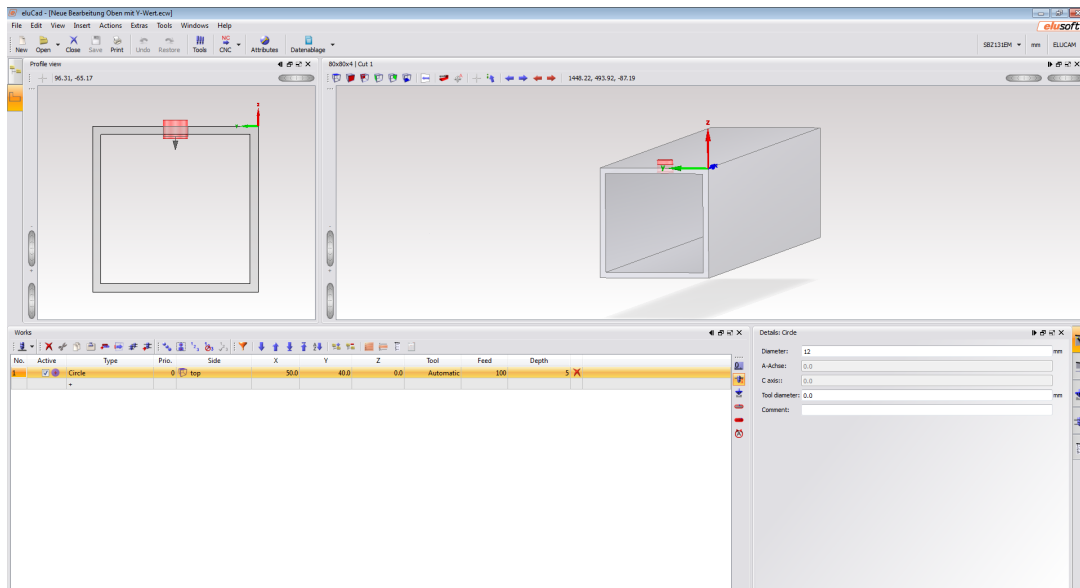 eluCad - [Neue Bearbeitung Oben mit Y-Wert.ecw]
File Edit View Insert Actions Extras Tools Windows Help
elusoft
NC
New Open Close Save Print Undo Restore Tools CNC Attributes Datenablage
SBZ131EM mm ELUCAM
Profile view
96.31, -65.17
80x80x4 | Cut 1
1448.22, 493.92, -87.19
z
Y
Z
Y
Works
No. Active Type Prio. Side X Y Z Tool Feed Depth
1 Circle 0 top 50.0 40.0 0.0 Automatic 100 5
+
Details: Circle
Diameter: 12 mm
A-Achse: 0.0
C axis:: 0.0
Tool diameter: 0.0 mm
Comment: